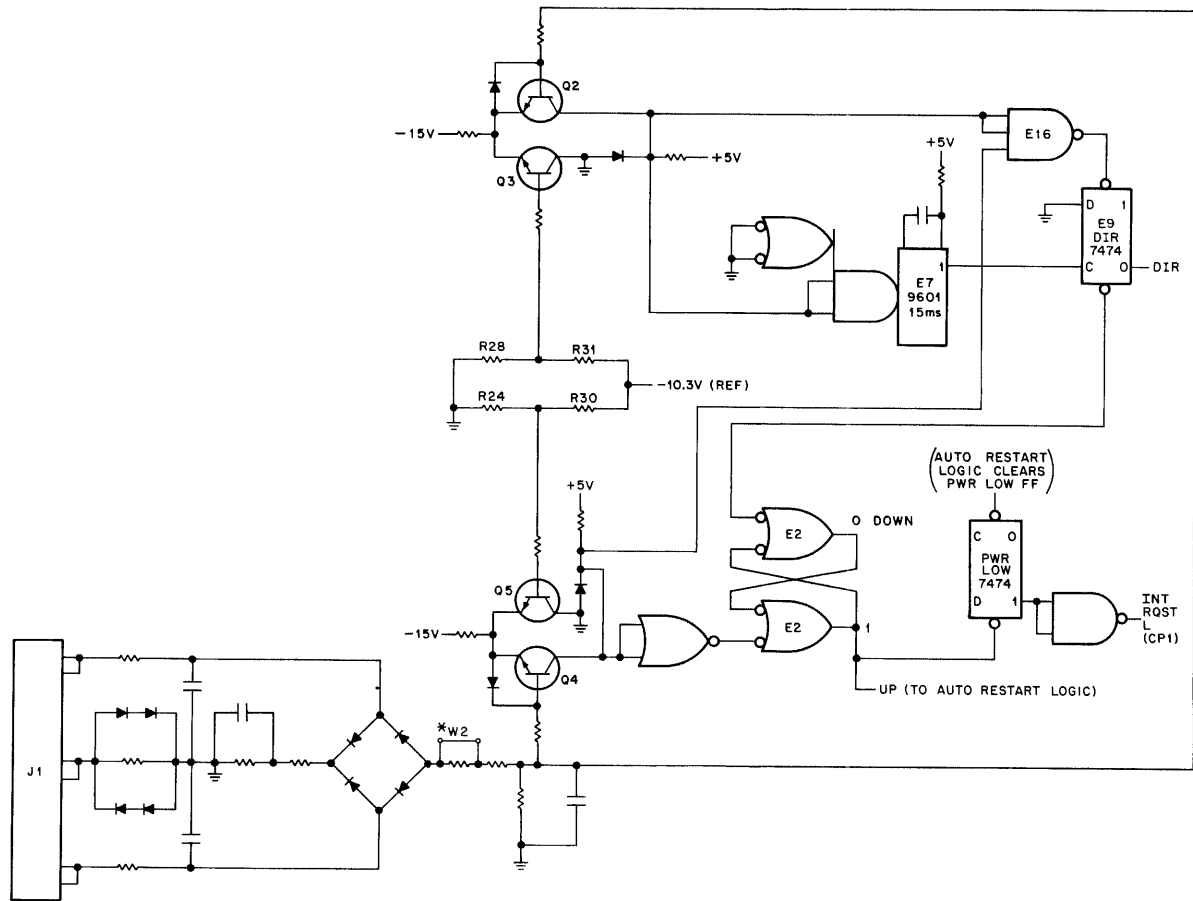 Q2
-15V
Q3
+5V
E16
+5V
D 1
E9
DIR
7474
C 0
DIR
1
E7
9601
15ms
R28
R31
-10.3V (REF)
R24
R30
(AUTO RESTART
LOGIC CLEARS
PWR LOW FF)
+5V
E2
0 DOWN
C 0
PWR
LOW
7474
D 1
INT
RQST
L
(CP1)
Q5
-15V
E2
1
Q4
UP (TO AUTO RESTART LOGIC)
*W2
J1